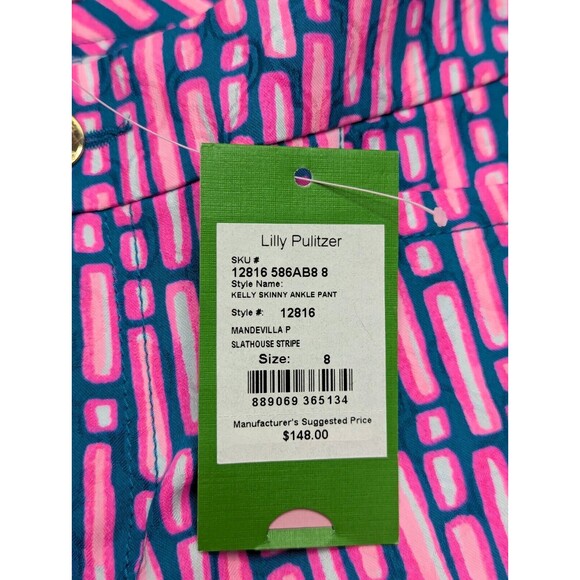 Lilly Pulitzer
SKU #
12816 586AB8 8
Style Name:
KELLY SKINNY ANKLE PANT
Style #: 12816
MANDEVILLA P
SLATHOUSE STRIPE
Size: 8
889069 365134
Manufacturer's Suggested Price
$148.00